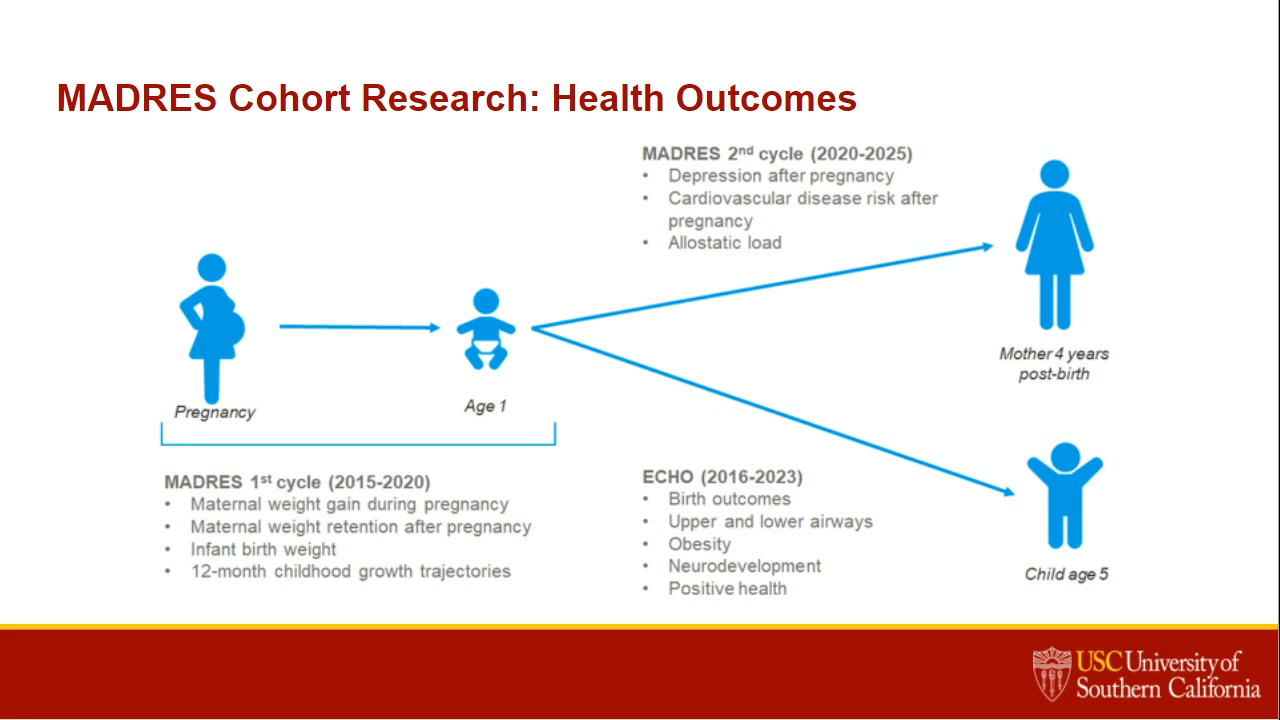 MADRES Cohort Research: Health Outcomes
MADRES 2nd cycle (2020-2025)
• Depression after pregnancy
• Cardiovascular disease risk after
pregnancy
• Allostatic load
Mother 4 years
post-birth
Pregnancy
Age 1
MADRES 1st cycle (2015-2020)
• Maternal weight gain during pregnancy
• Maternal weight retention after pregnancy
• Infant birth weight
• 12-month childhood growth trajectories
ECHO (2016-2023)
• Birth outcomes
• Upper and lower airways
• Obesity
• Neurodevelopment
• Positive health
Child age 5
USC University of
Southern California